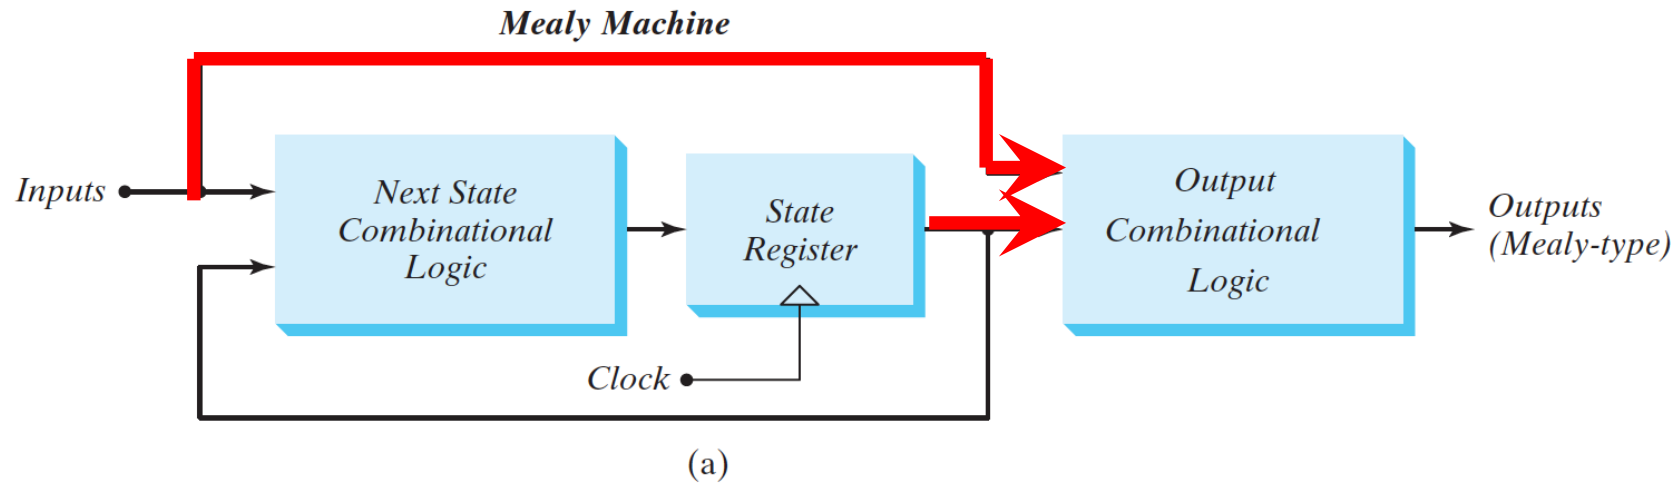 Mealy Machine
Inputs
Next State
Combinational
Logic
State
Register
Clock
Output
Combinational
Logic
Outputs
(Mealy-type)
(a)